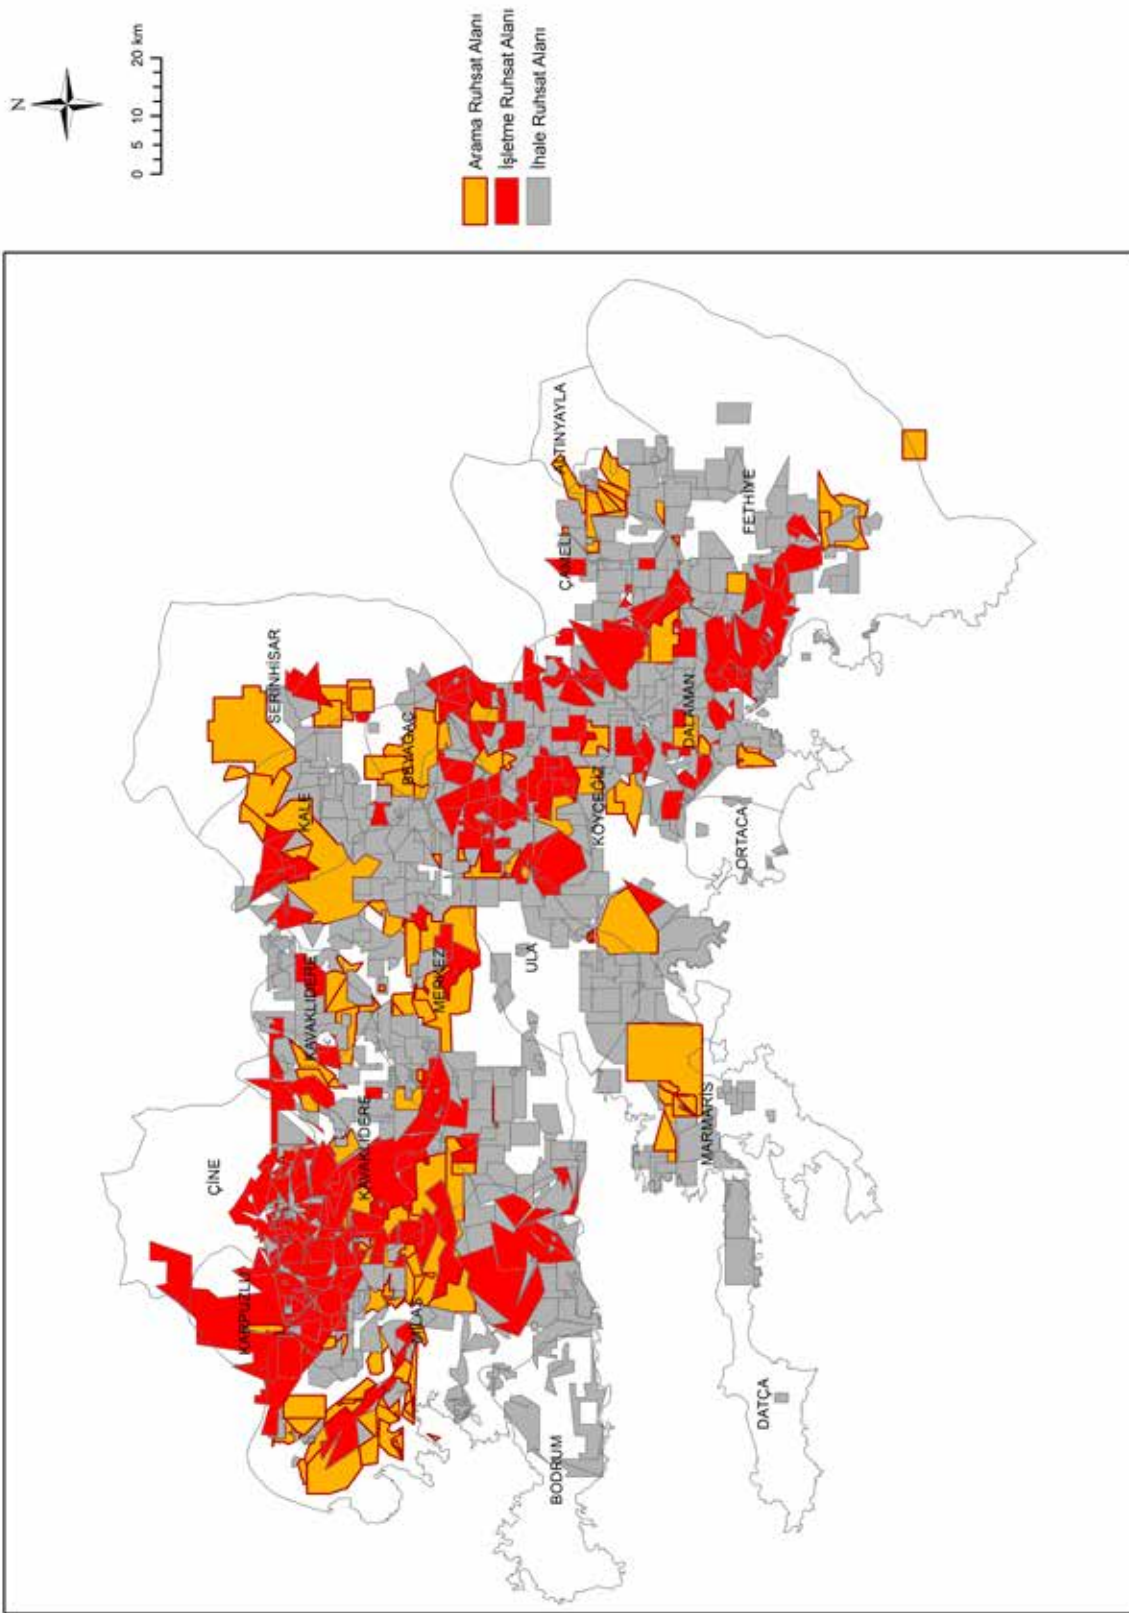 N
0 5 10 20 km
Arama Ruhsat Alanı
İşletme Ruhsat Alanı
İhale Ruhsat Alanı
ÇİNE
KARPUZLU
KAVAKLIDERE
KAVAKLIDERE
MİLAS
BODRUM
DATÇA
MARMARİS
MERKEZ
ULA
KALE
SERİNHİSAR
BEYAĞAÇ
KÖYCEĞİZ
ORTACA
DALAMAN
ÇAMELİ
ALTINYAYLA
FETHİYE